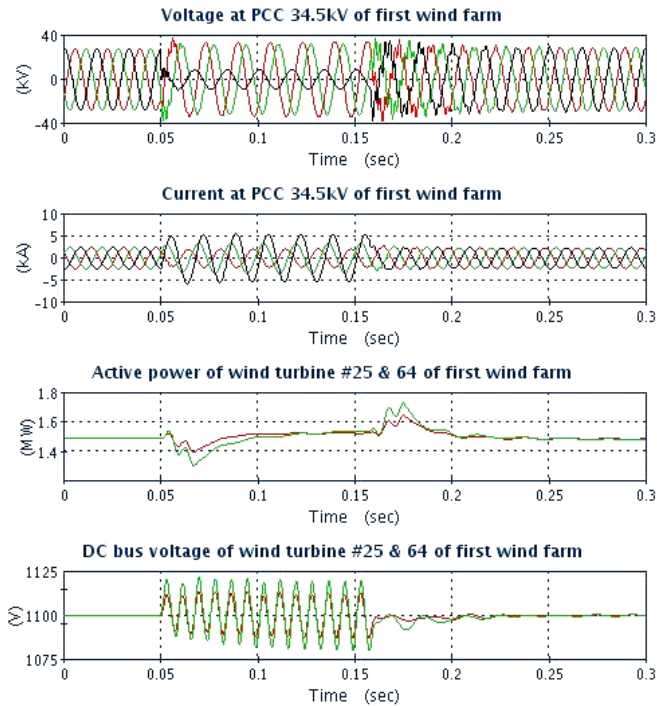 Voltage at PCC 34.5kV of first wind farm
40
0
-40
(kV)
0 0.05 0.1 0.15 0.2 0.25 0.3
Time (sec)
Current at PCC 34.5kV of first wind farm
10
5
0
-5
-10
(kA)
0 0.05 0.1 0.15 0.2 0.25 0.3
Time (sec)
Active power of wind turbine #25 & 64 of first wind farm
1.8
1.6
1.4
(MW)
0 0.05 0.1 0.15 0.2 0.25 0.3
Time (sec)
DC bus voltage of wind turbine #25 & 64 of first wind farm
1125
1100
1075
(V)
0 0.05 0.1 0.15 0.2 0.25 0.3
Time (sec)